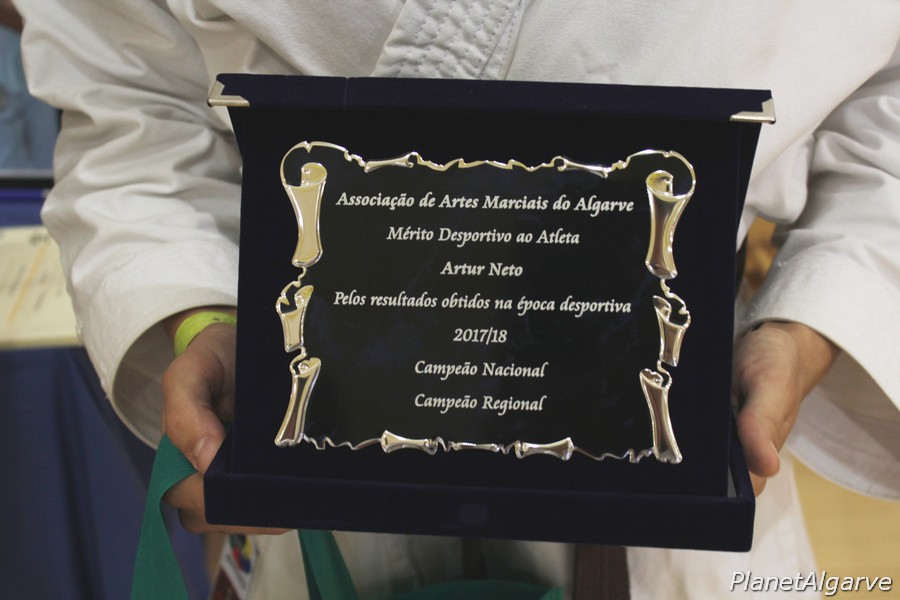 Associação de Artes Marciais do Algarve
Mérito Desportivo ao Atleta
Artur Neto
Pelos resultados obtidos na época desportiva
2017/18
Campeão Nacional
Campeão Regional
PlanetAlgarve